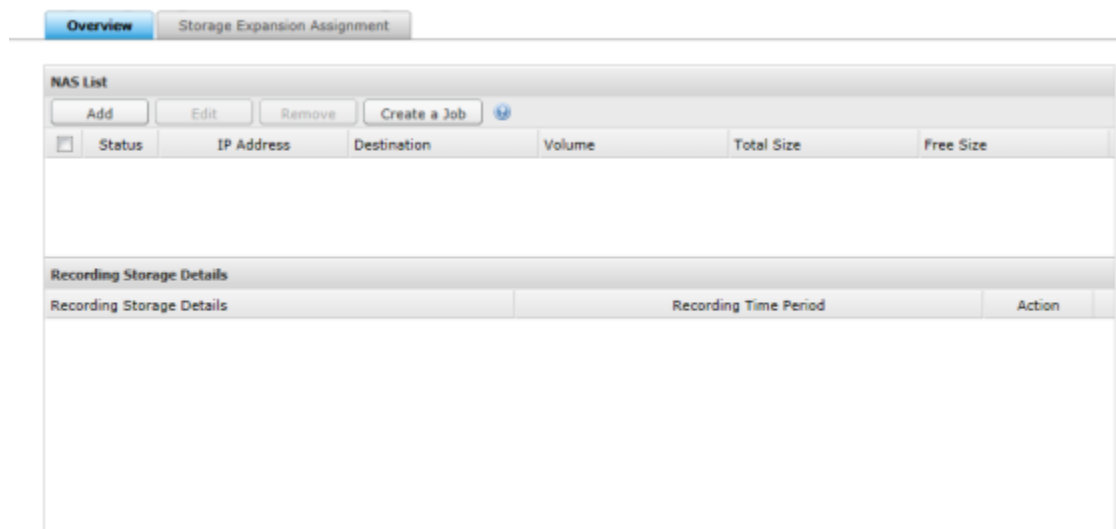 Overview Storage Expansion Assignment
NAS List
Add Edit Remove Create a Job
Status IP Address Destination Volume Total Size Free Size
Recording Storage Details
Recording Storage Details Recording Time Period Action